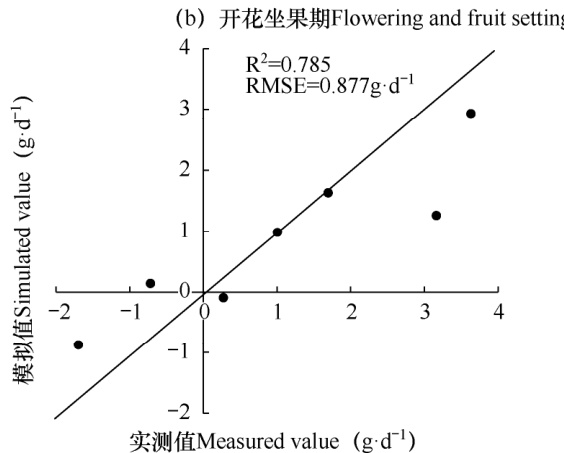 (b) 开花坐果期Flowering and fruit setting
R²=0.785
RMSE=0.877g·d⁻¹
4
3
2
1
0
−1
−2
−2 −1 0 1 2 3 4
模拟值Simulated value (g·d⁻¹)
实测值Measured value (g·d⁻¹)